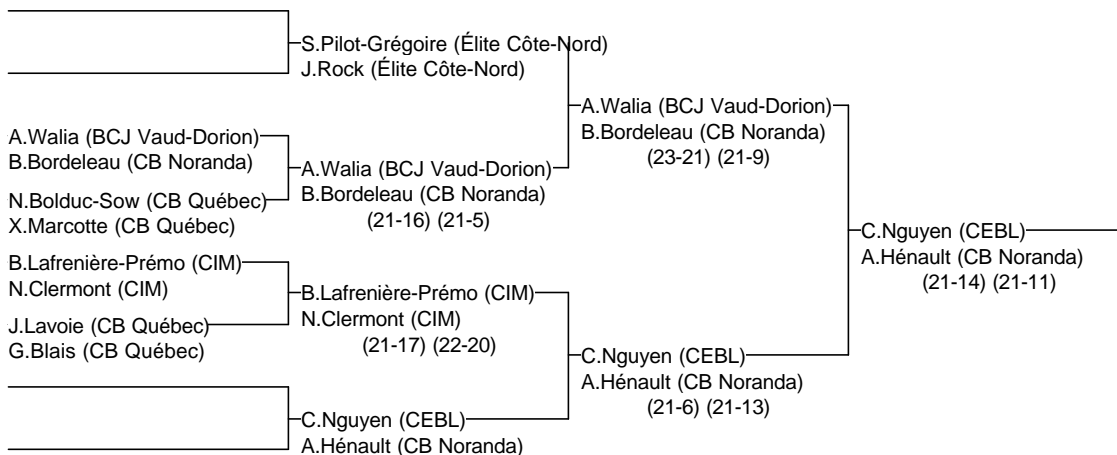 S.Pilot-Grégoire (Élite Côte-Nord)
J.Rock (Élite Côte-Nord)
A.Walia (BCJ Vaud-Dorion)
B.Bordeleau (CB Noranda)
(23-21) (21-9)
A.Walia (BCJ Vaud-Dorion)
B.Bordeleau (CB Noranda)
A.Walia (BCJ Vaud-Dorion)
B.Bordeleau (CB Noranda)
(21-16) (21-5)
N.Bolduc-Sow (CB Québec)
X.Marcotte (CB Québec)
C.Nguyen (CEBL)
A.Hénault (CB Noranda)
(21-14) (21-11)
B.Lafrenière-Prémo (CIM)
N.Clermont (CIM)
B.Lafrenière-Prémo (CIM)
N.Clermont (CIM)
(21-17) (22-20)
J.Lavoie (CB Québec)
G.Blais (CB Québec)
C.Nguyen (CEBL)
A.Hénault (CB Noranda)
(21-6) (21-13)
C.Nguyen (CEBL)
A.Hénault (CB Noranda)